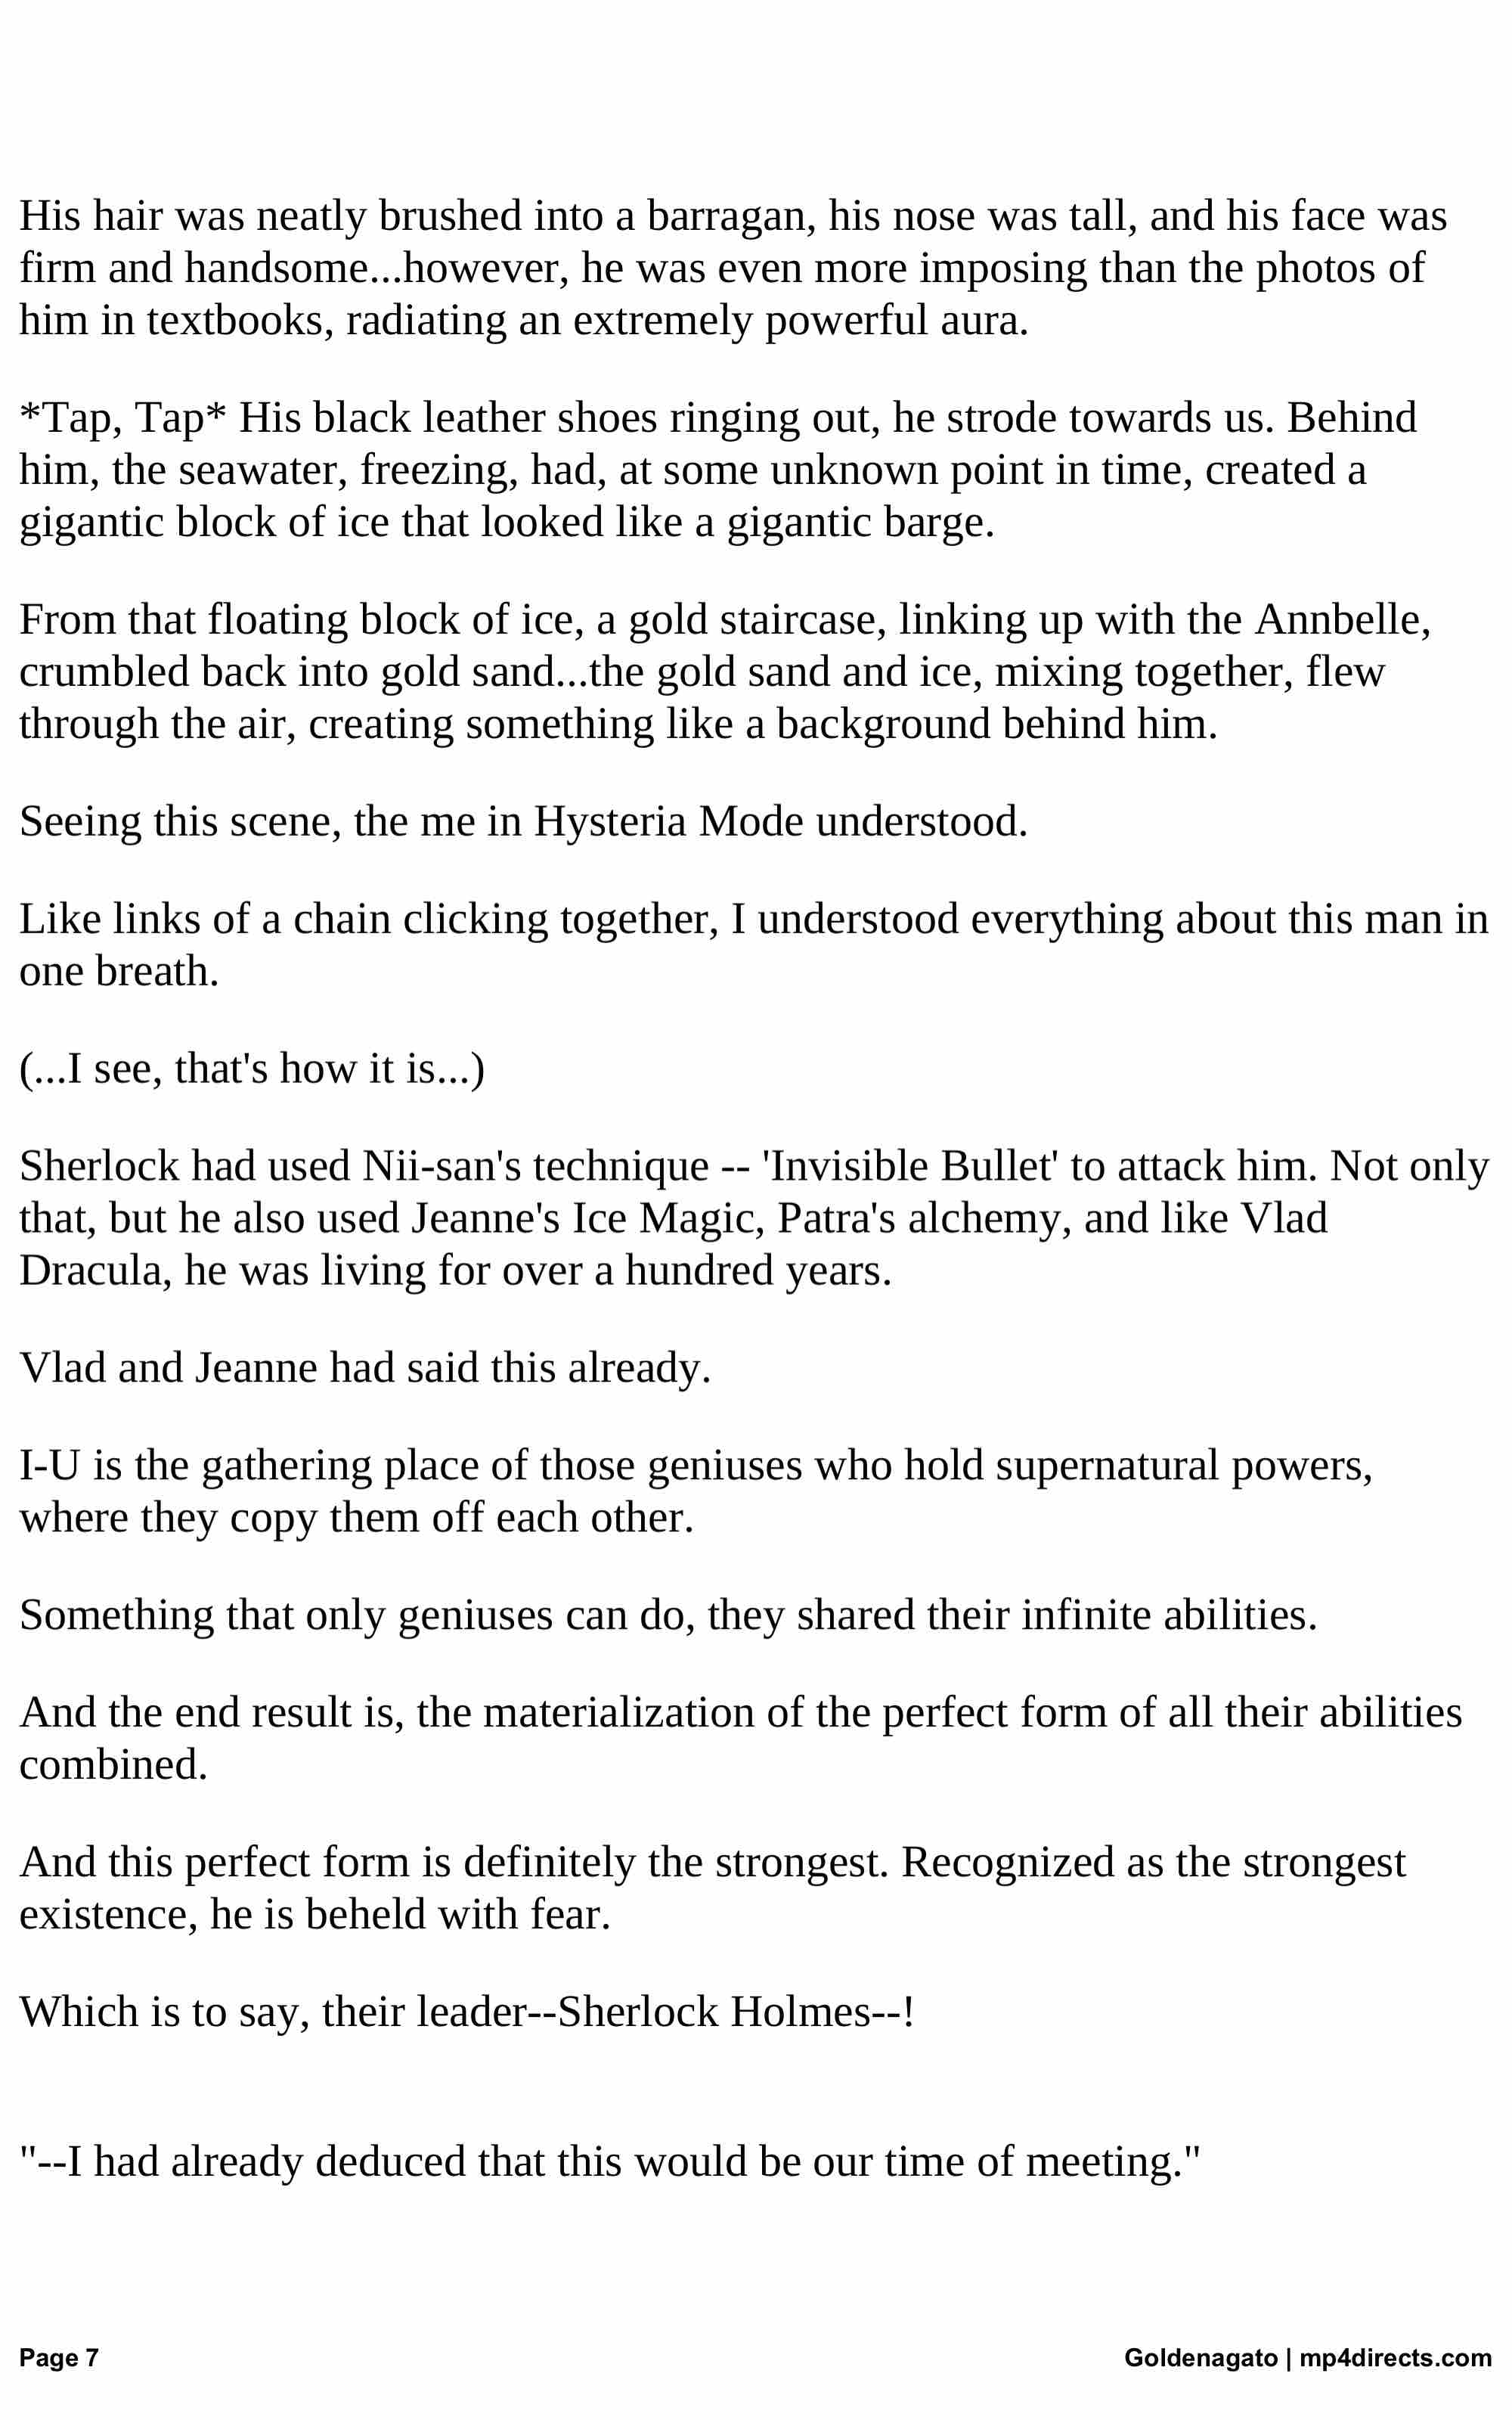 His hair was neatly brushed into a barragan, his nose was tall, and his face was
firm and handsome...however, he was even more imposing than the photos of
him in textbooks, radiating an extremely powerful aura.
*Tap, Tap* His black leather shoes ringing out, he strode towards us. Behind
him, the seawater, freezing, had, at some unknown point in time, created a
gigantic block of ice that looked like a gigantic barge.
From that floating block of ice, a gold staircase, linking up with the Annbelle,
crumbled back into gold sand...the gold sand and ice, mixing together, flew
through the air, creating something like a background behind him.
Seeing this scene, the me in Hysteria Mode understood.
Like links of a chain clicking together, I understood everything about this man in
one breath.
(...I see, that's how it is...)
Sherlock had used Nii-san's technique -- 'Invisible Bullet' to attack him. Not only
that, but he also used Jeanne's Ice Magic, Patra's alchemy, and like Vlad
Dracula, he was living for over a hundred years.
Vlad and Jeanne had said this already.
I-U is the gathering place of those geniuses who hold supernatural powers,
where they copy them off each other.
Something that only geniuses can do, they shared their infinite abilities.
And the end result is, the materialization of the perfect form of all their abilities
combined.
And this perfect form is definitely the strongest. Recognized as the strongest
existence, he is beheld with fear.
Which is to say, their leader--Sherlock Holmes--!
"--I had already deduced that this would be our time of meeting."
Page 7
Goldenagato | mp4directs.com